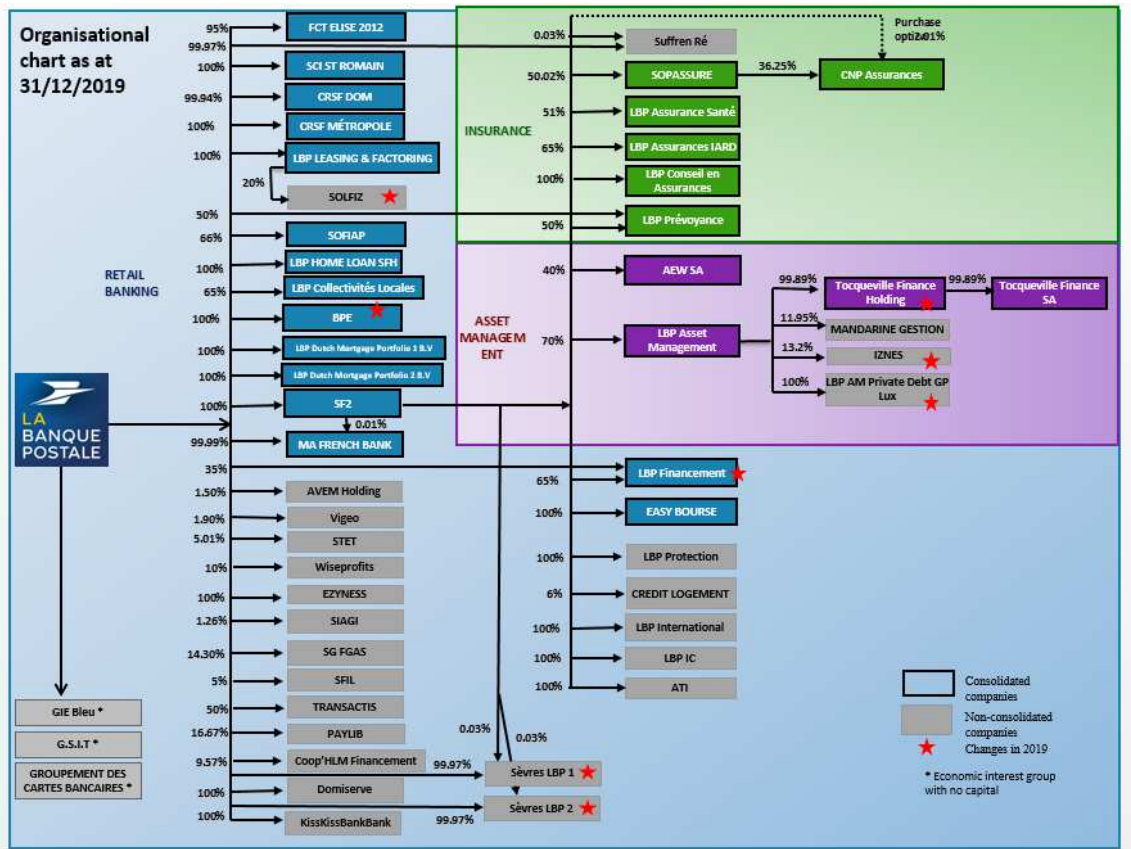 Organisational
chart as at
31/12/2019
95%
FCT ELISE 2012
99.97%
100%
SCI ST ROMAIN
99.94%
CRSF DOM
100%
CRSF MÉTROPOLE
100%
LBP LEASING & FACTORING
20%
SOLFIZ
50%
66%
SOFIAP
RETAIL
BANKING
100%
LBP HOME LOAN SFH
65%
LBP Collectivités Locales
100%
BPE
100%
LBP Dutch Mortgage Portfolio 1 B.V
100%
LBP Dutch Mortgage Portfolio 2 B.V
100%
SF2
0.01%
99.99%
MA FRENCH BANK
LA
BANQUE
POSTALE
35%
1.50%
AVEM Holding
1.90%
Vigeo
5.01%
STET
10%
Wiseprofits
100%
EZYNESS
1.26%
SIAGI
14.30%
SG FGAS
5%
SFIL
50%
TRANSACTIS
16.67%
PAYLIB
9.57%
Coop'HLM Financement
100%
Domiserve
100%
KissKissBankBank
GIE Bleu *
G.S.I.T *
GROUPEMENT DES
CARTES BANCAIRES *
0.03%
0.03%
99.97%
Sèvres LBP 1
99.97%
Sèvres LBP 2
INSURANCE
0.03%
Suffren Ré
Purchase
50.02%
SOPASSURE
36.25%
CNP Assurances
51%
LBP Assurance Santé
65%
LBP Assurances IARD
100%
LBP Conseil en
Assurances
50%
LBP Prévoyance
ASSET
MANAGEM
ENT
40%
AEW SA
70%
LBP Asset
Management
99.89%
Tocqueville Finance
Holding
99.89%
Tocqueville Finance
SA
11.95%
MANDARINE GESTION
13.2%
IZNES
100%
LBP AM Private Debt GP
Lux
65%
LBP Financement
100%
EASY BOURSE
100%
LBP Protection
6%
CREDIT LOGEMENT
100%
LBP International
100%
LBP IC
100%
ATI
Consolidated
companies
Non-consolidated
companies
Changes in 2019
* Economic interest group
with no capital